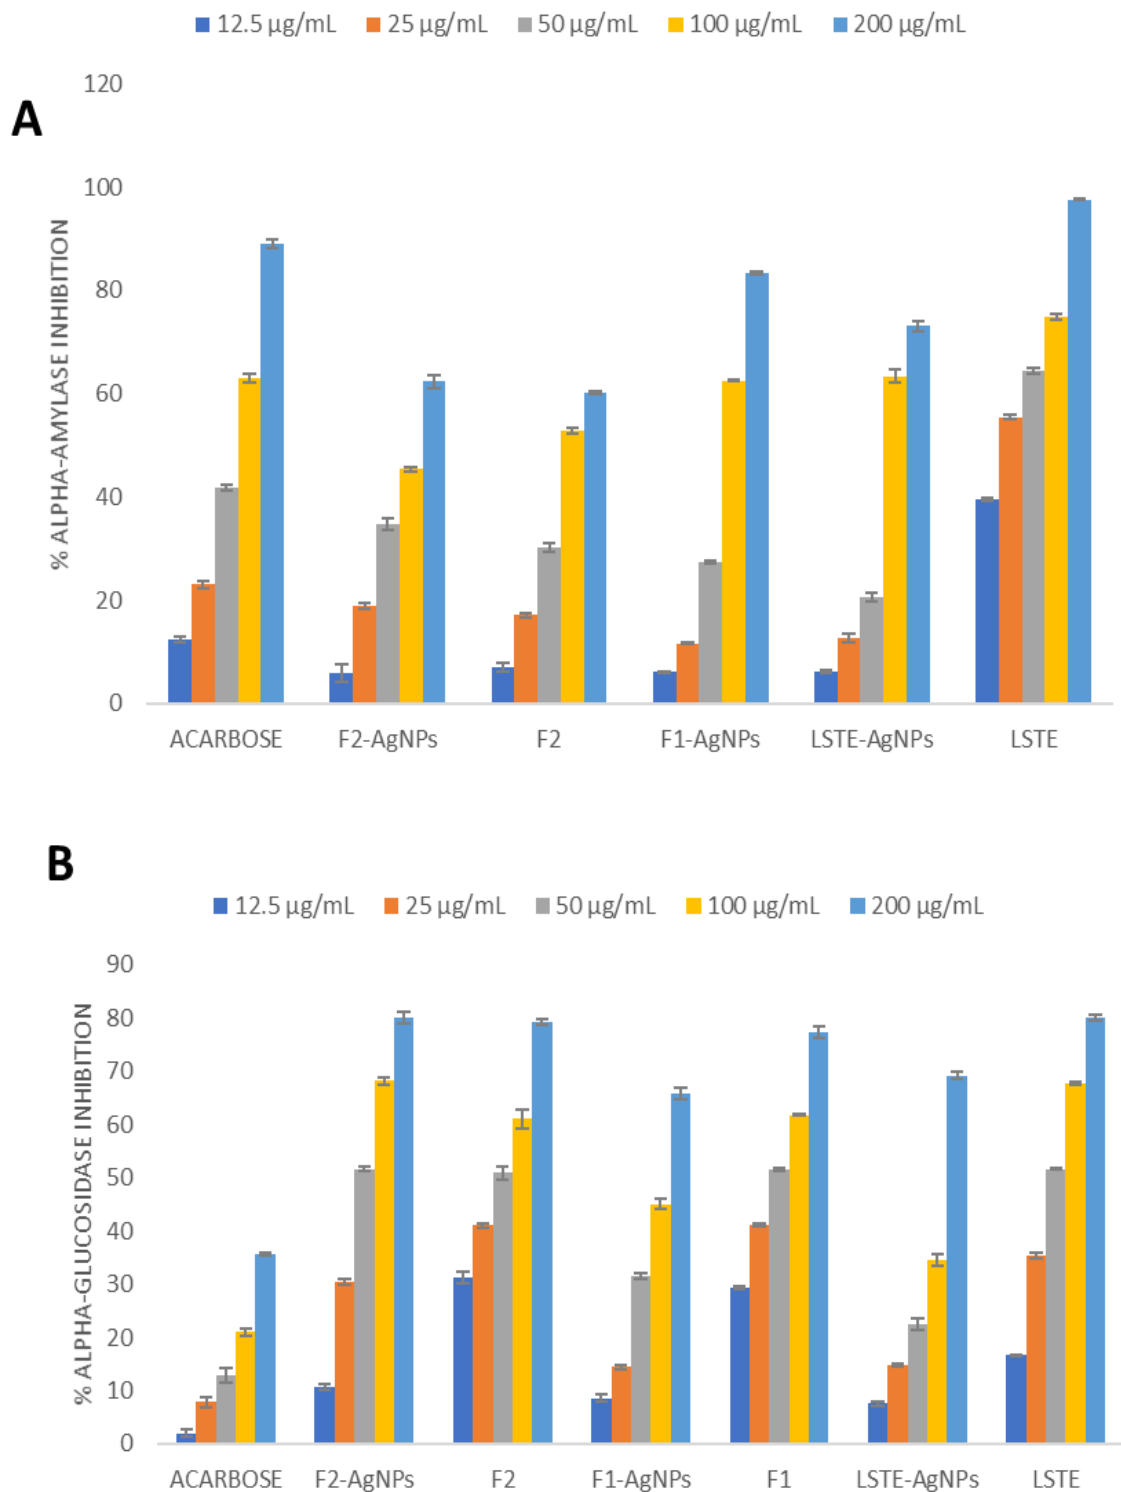 12.5 µg/mL 25 µg/mL 50 µg/mL 100 µg/mL 200 µg/mL
A
% ALPHA-AMYLASE INHIBITION
120
100
80
60
40
20
0
ACARBOSE F2-AgNPs F2 F1-AgNPs LSTE-AgNPs LSTE
B
12.5 µg/mL 25 µg/mL 50 µg/mL 100 µg/mL 200 µg/mL
% ALPHA-GLUCOSIDASE INHIBITION
90
80
70
60
50
40
30
20
10
0
ACARBOSE F2-AgNPs F2 F1-AgNPs F1 LSTE-AgNPs LSTE